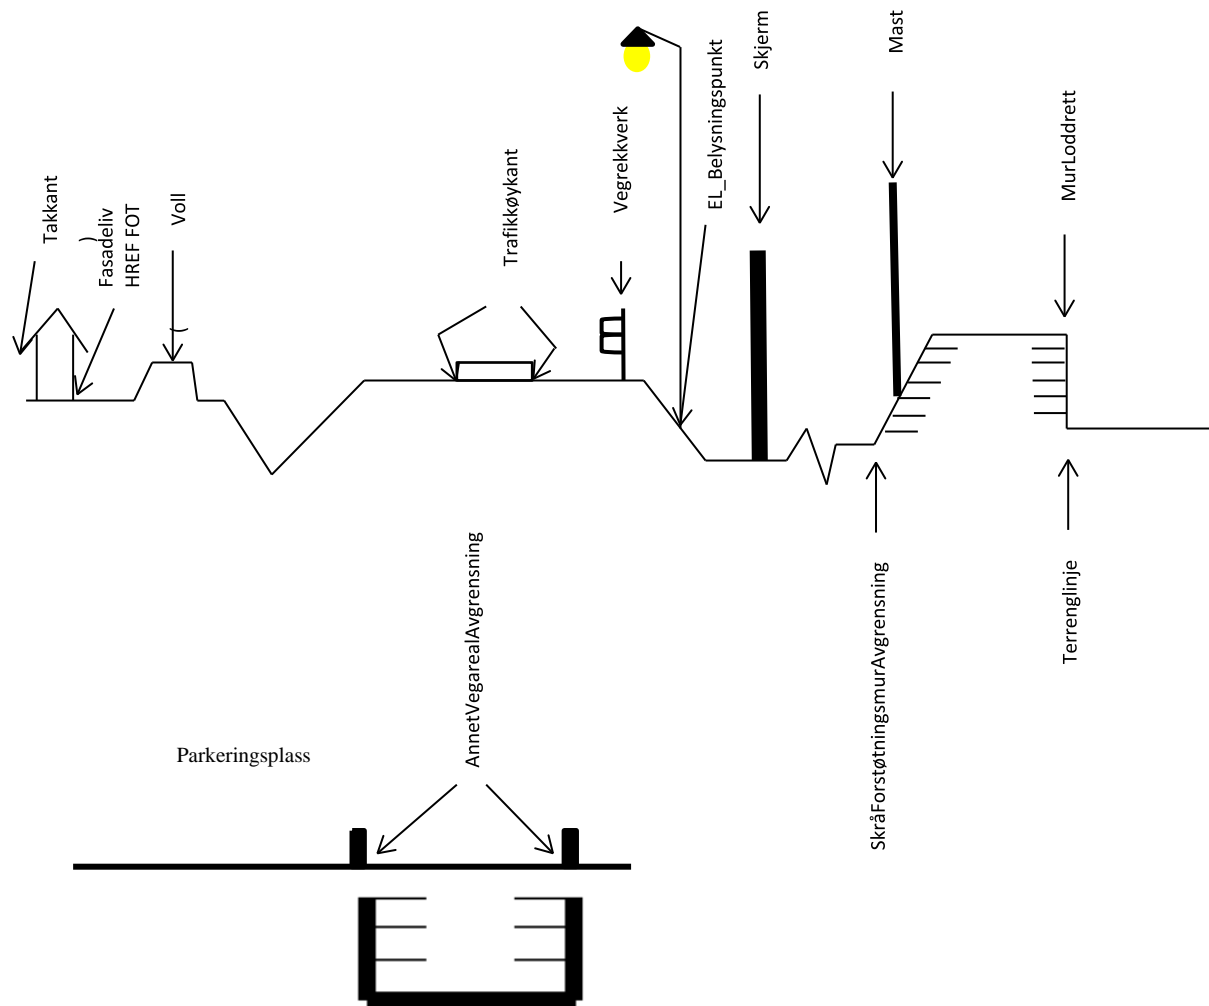 Takkant
)
Fasadeliv
HREF FOT
Voll
(
Trafikkøykant
Vegrekkverk
EL_Belysningspunkt
Skjerm
Mast
MurLoddrett
AnnetVegarealAvgrensning
SkråForstøtningsmurAvgrensning
Terrenglinje
Parkeringsplass